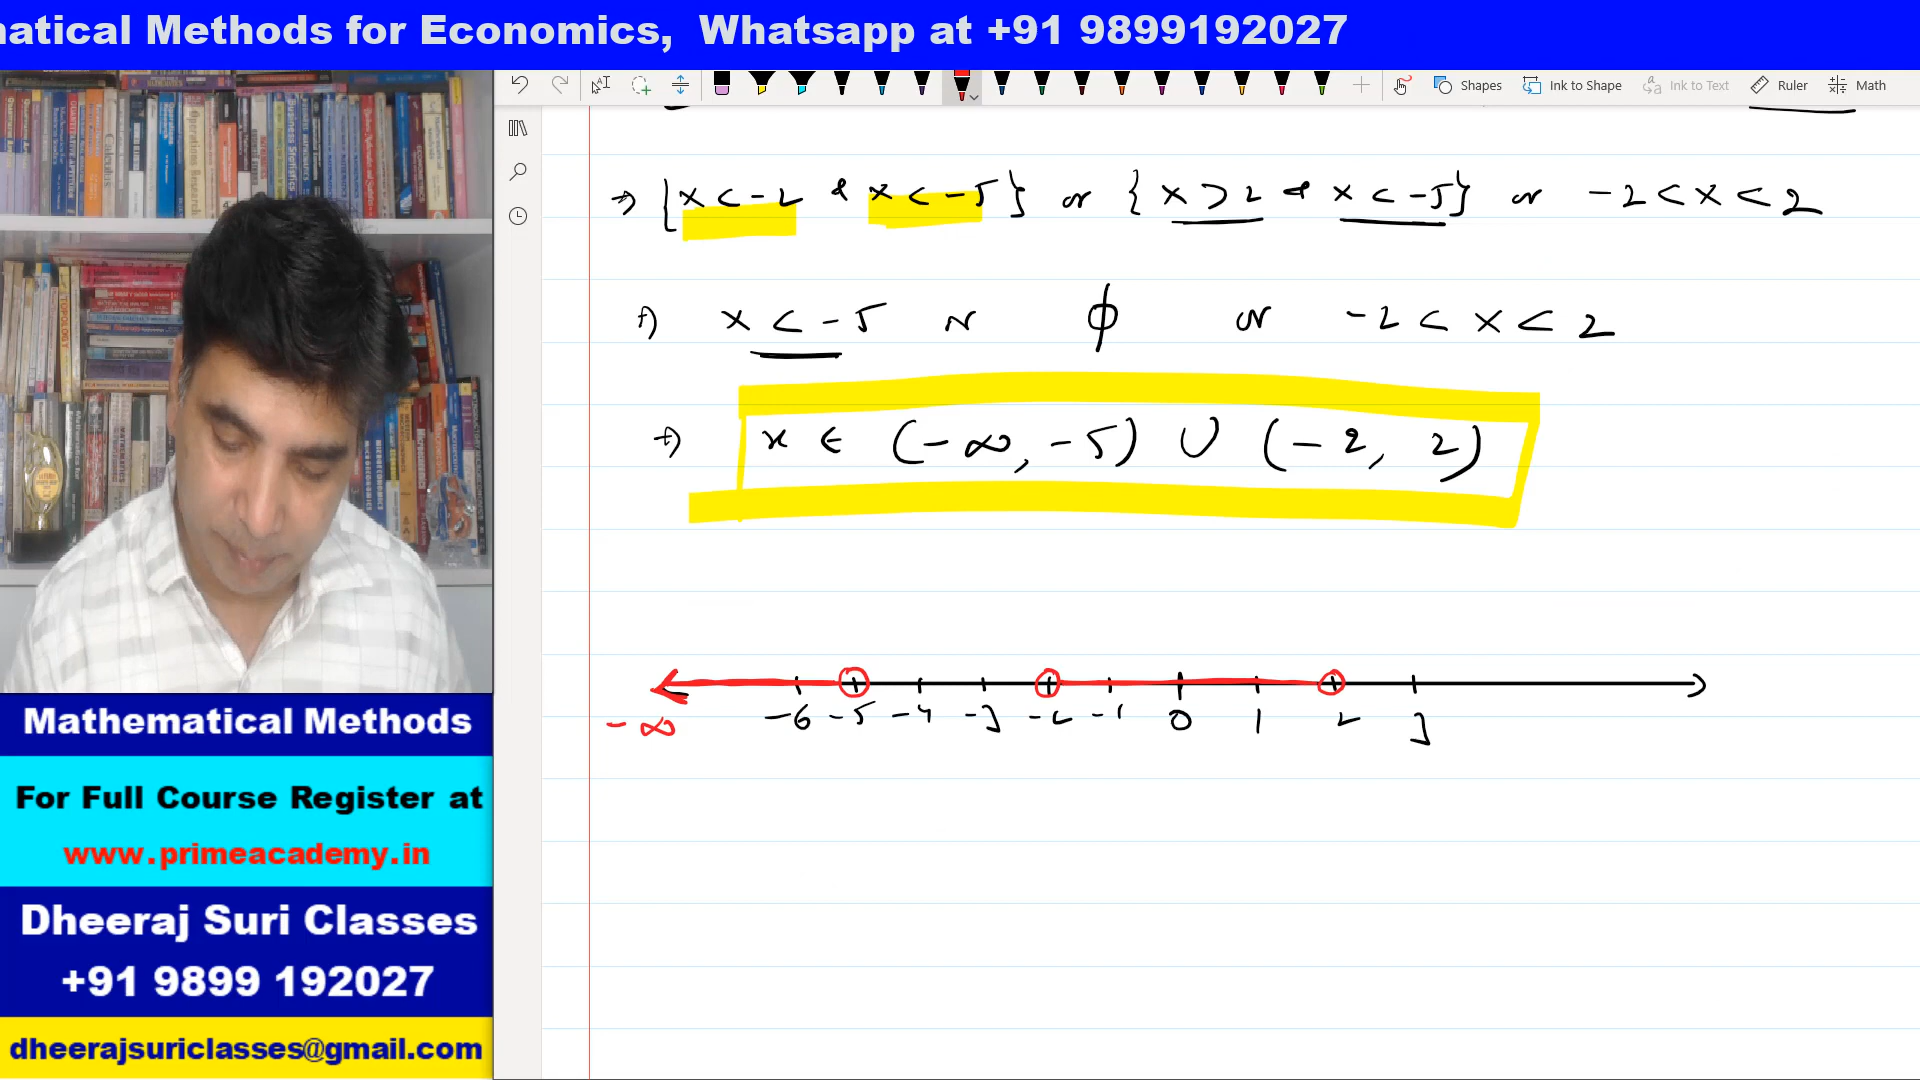 matical Methods for Economics, Whatsapp at +91 9899192027
Shapes Ink to Shape Ink to Text Ruler Math
⇒ {x < -2 & x < -5} or {x > 2 & x < -5} or -2 < x < 2
⇒ x < -5 or ϕ or -2 < x < 2
⇒ x ∈ (-∞, -5) ∪ (-2, 2)
-∞ -6 -5 -4 -3 -2 -1 0 1 2 3
Mathematical Methods
For Full Course Register at
www.primeacademy.in
Dheeraj Suri Classes
+91 9899 192027
dheerajsuriclasses@gmail.com